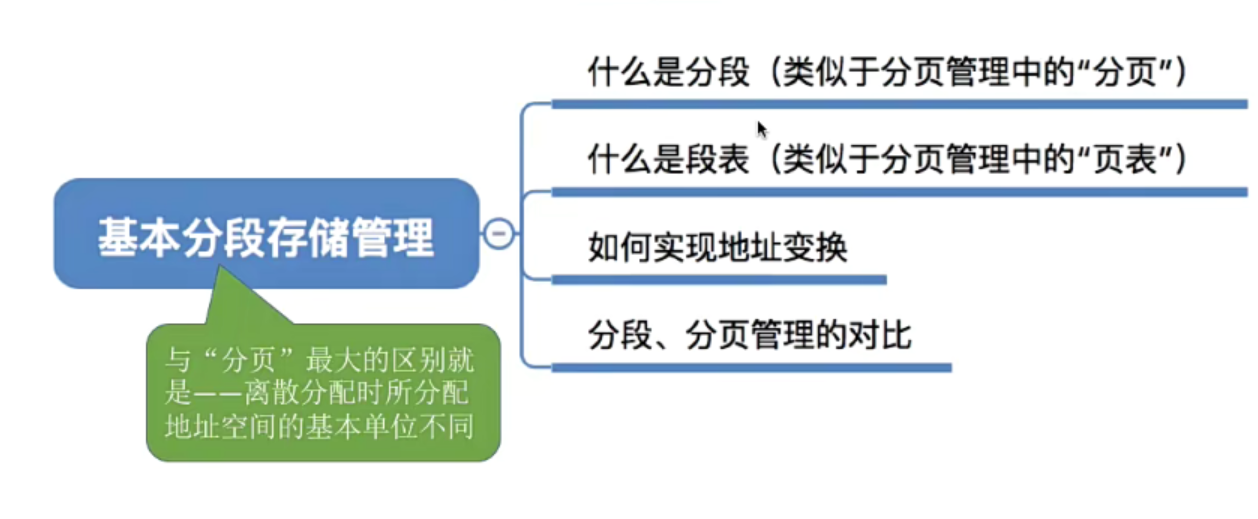 什么是分段（类似于分页管理中的“分页”）
什么是段表（类似于分页管理中的“页表”）
基本分段存储管理
如何实现地址变换
分段、分页管理的对比
与“分页”最大的区别就
是——离散分配时所分配
地址空间的基本单位不同